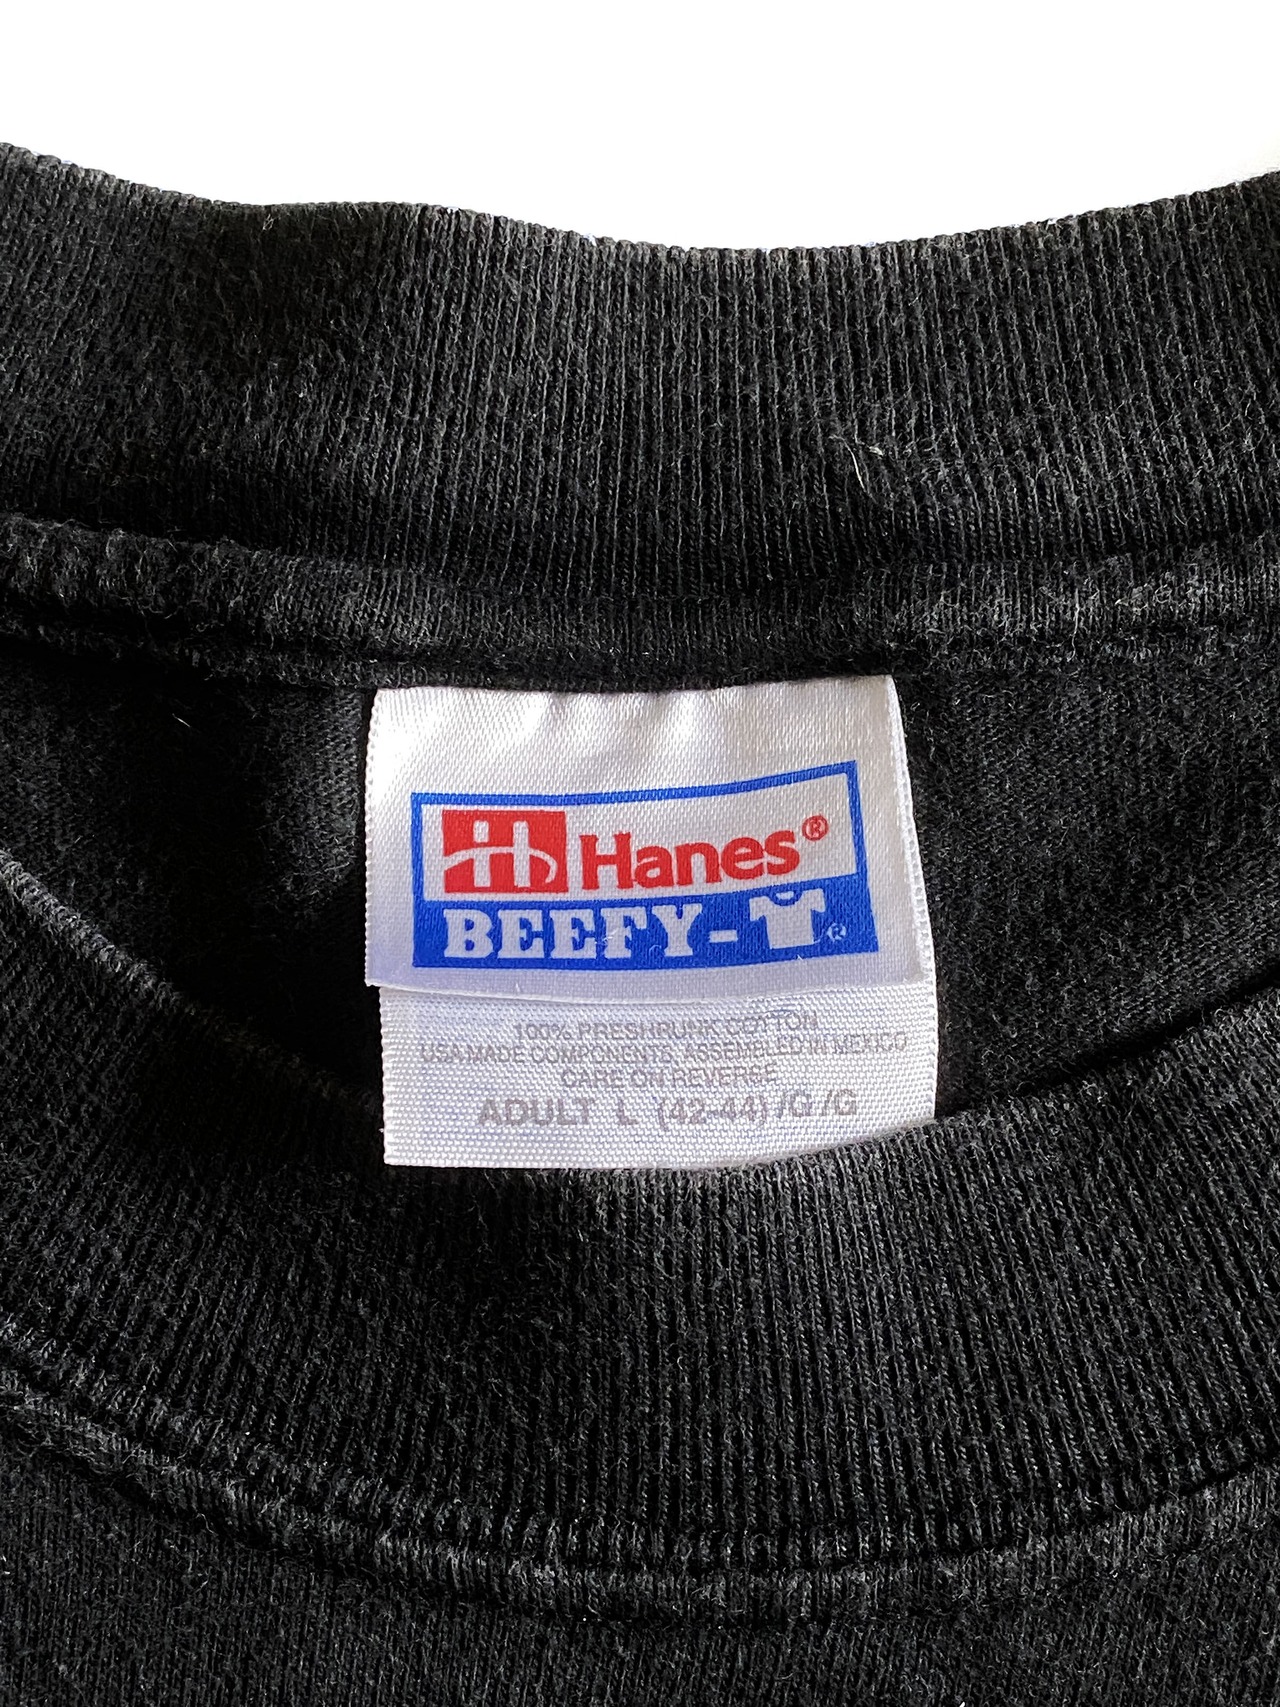 Hanes®
BEEFY-T®
100% PRESHRUNK COTTON
USA MADE COMPONENTS, ASSEMBLED IN MEXICO
CARE ON REVERSE
ADULT L (42-44) /G /G